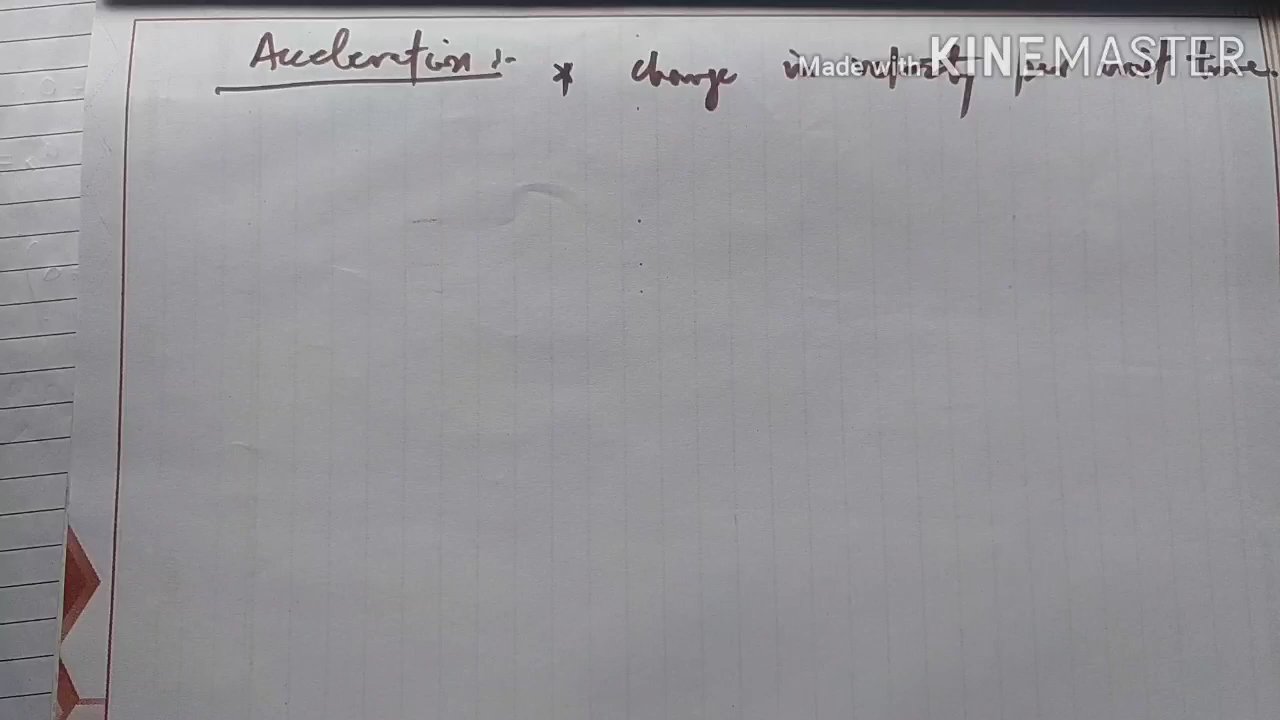 Acceleration :- * change in velocity per unit time.
Made with KINEMASTER